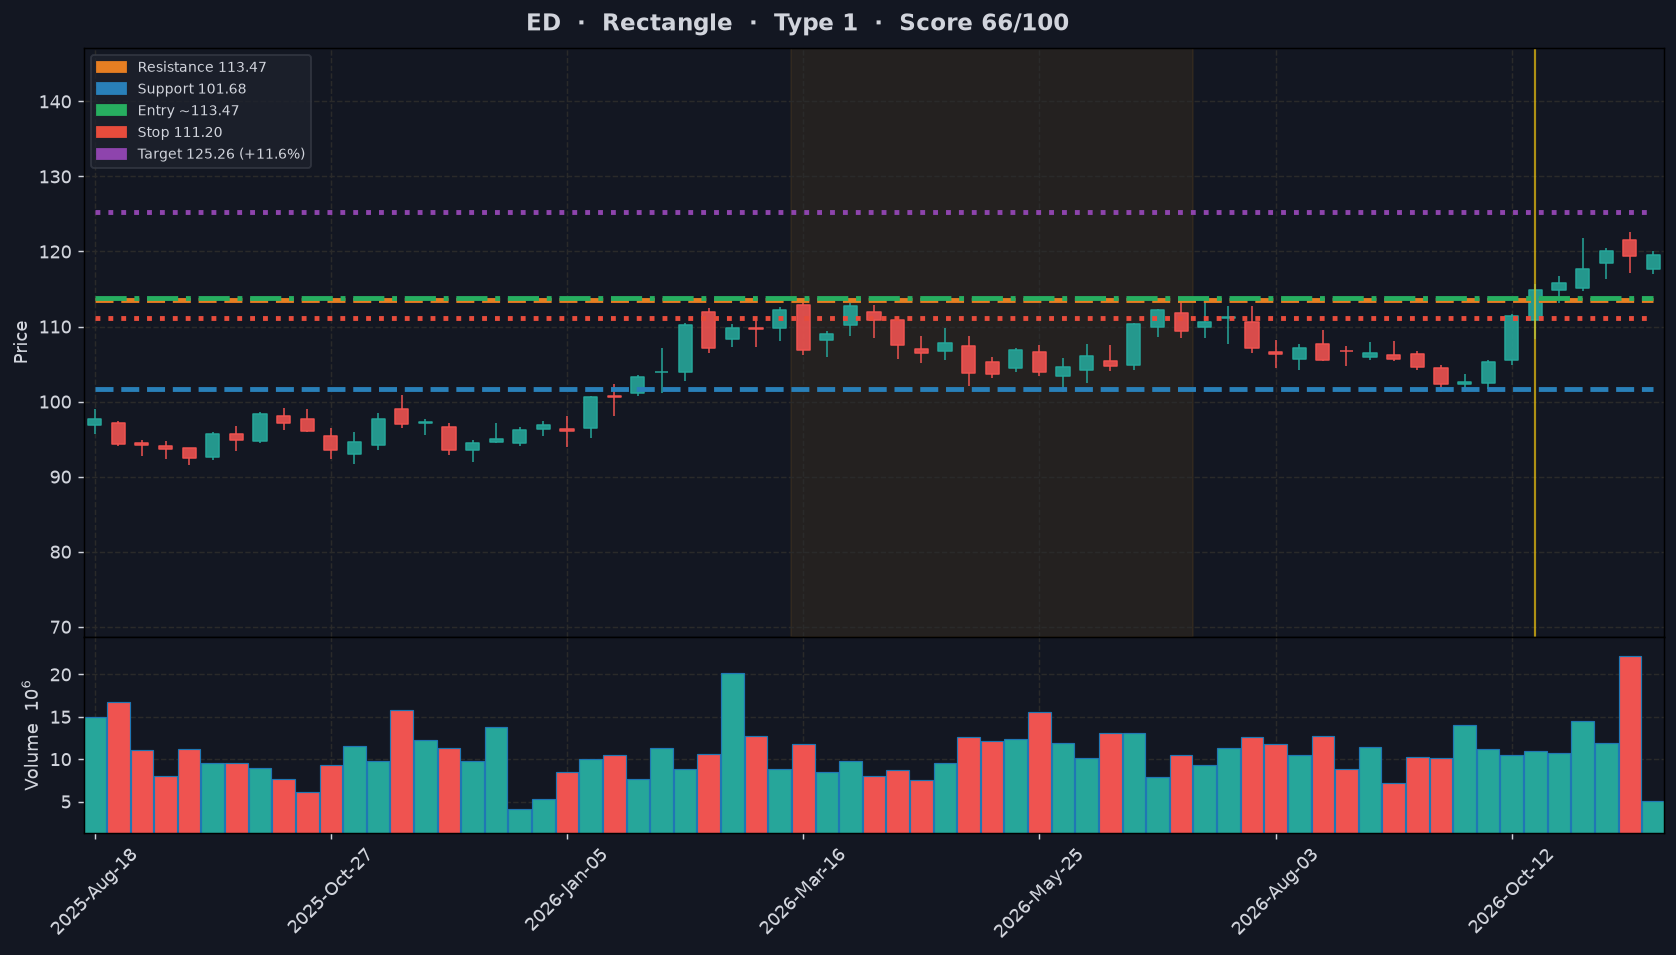 ED · Rectangle · Type 1 · Score 66/100
Resistance 113.47
Support 101.68
Entry ~113.47
Stop 111.20
Target 125.26 (+11.6%)
140
130
120
110
100
90
80
70
Price
20
15
10
5
Volume 10⁶
2025-Aug-18
2025-Oct-27
2026-Jan-05
2026-Mar-16
2026-May-25
2026-Aug-03
2026-Oct-12